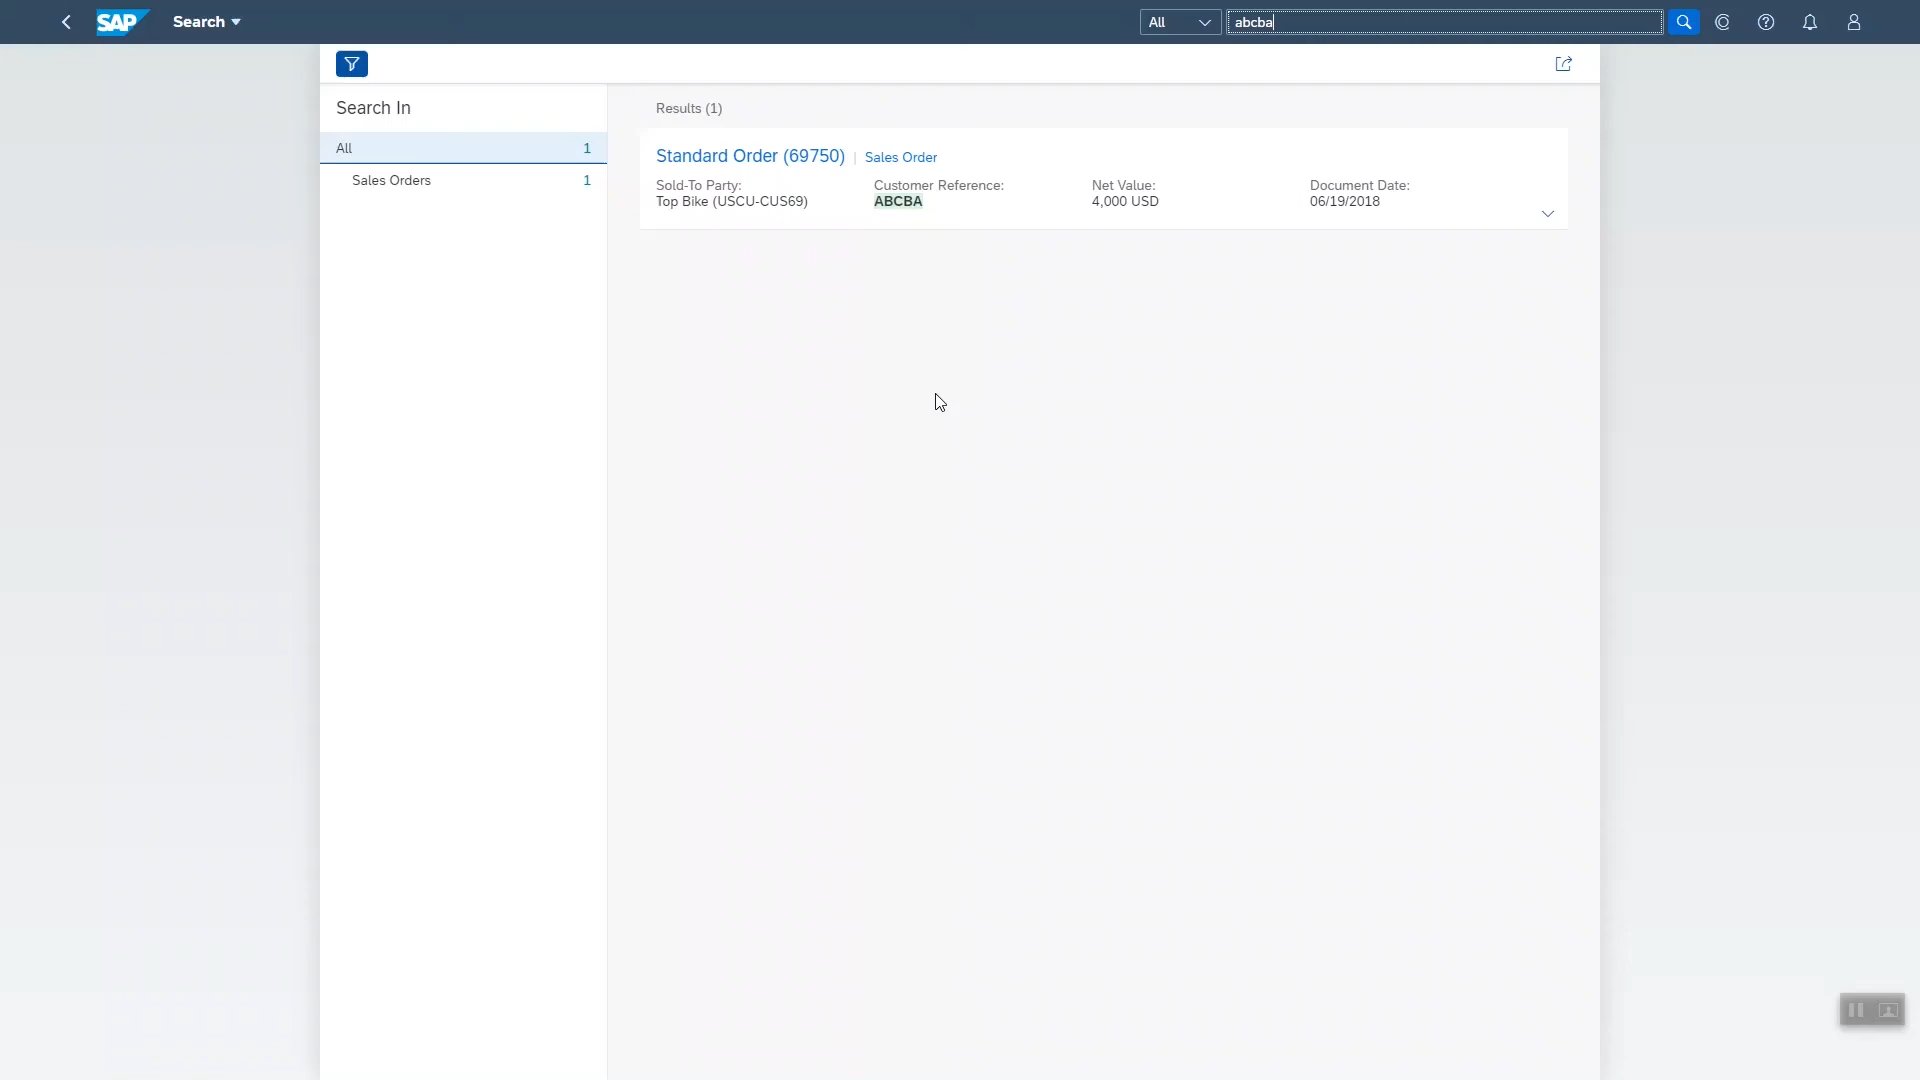 SAP Search All abcba
Search In
All 1
Sales Orders 1
Results (1)
Standard Order (69750) | Sales Order
Sold-To Party: Customer Reference: Net Value: Document Date:
Top Bike (USCU-CUS69) ABCBA 4,000 USD 06/19/2018